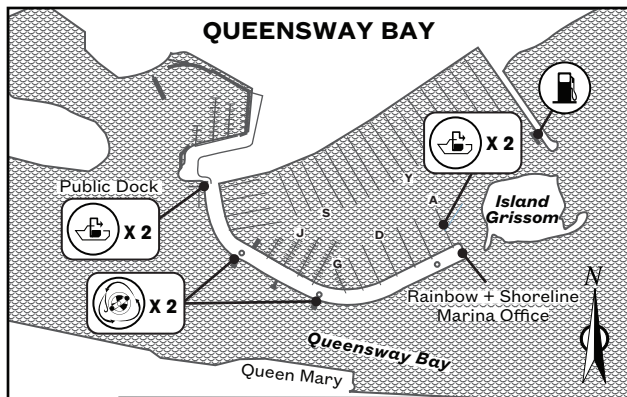 QUEENSWAY BAY
X 2
Y
Public Dock
A
Island
Grissom
S
X 2
J
D
G
X 2
Rainbow + Shoreline
Marina Office
N
Queensway Bay
Queen Mary